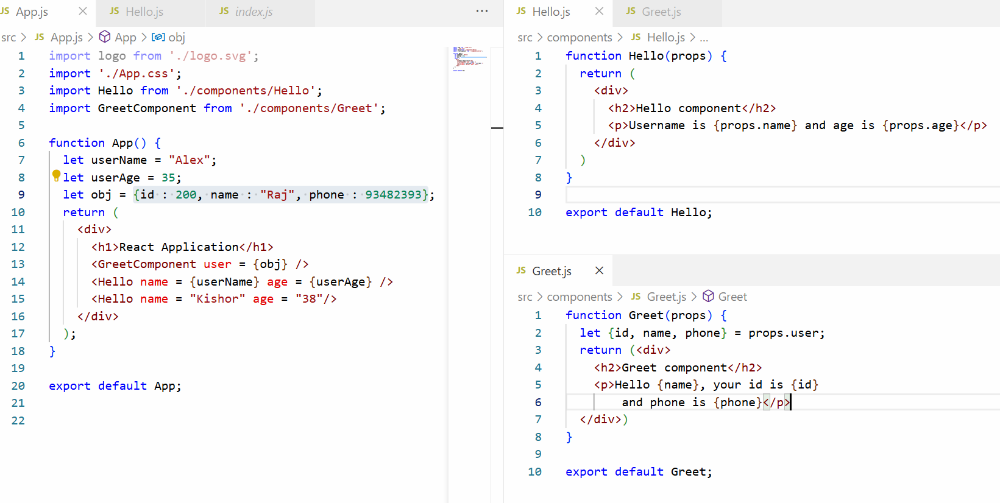 JS App.js ×
JS Hello.js
JS index.js
...
src > JS App.js > App > obj
1 import logo from './logo.svg';
2 import './App.css';
3 import Hello from './components/Hello';
4 import GreetComponent from './components/Greet';
5
6 function App() {
7 let userName = "Alex";
8 let userAge = 35;
9 let obj = {id : 200, name : "Raj", phone : 93482393};
10 return (
11 <div>
12 <h1>React Application</h1>
13 <GreetComponent user = {obj} />
14 <Hello name = {userName} age = {userAge} />
15 <Hello name = "Kishor" age = "38"/>
16 </div>
17 );
18 }
19
20 export default App;
21
22
JS Hello.js ×
JS Greet.js
src > components > JS Hello.js > ...
1 function Hello(props) {
2 return (
3 <div>
4 <h2>Hello component</h2>
5 <p>Username is {props.name} and age is {props.age}</p>
6 </div>
7 )
8 }
9
10 export default Hello;
JS Greet.js ×
src > components > JS Greet.js > Greet
1 function Greet(props) {
2 let {id, name, phone} = props.user;
3 return (<div>
4 <h2>Greet component</h2>
5 <p>Hello {name}, your id is {id}
6 and phone is {phone}</p>
7 </div>)
8 }
9
10 export default Greet;